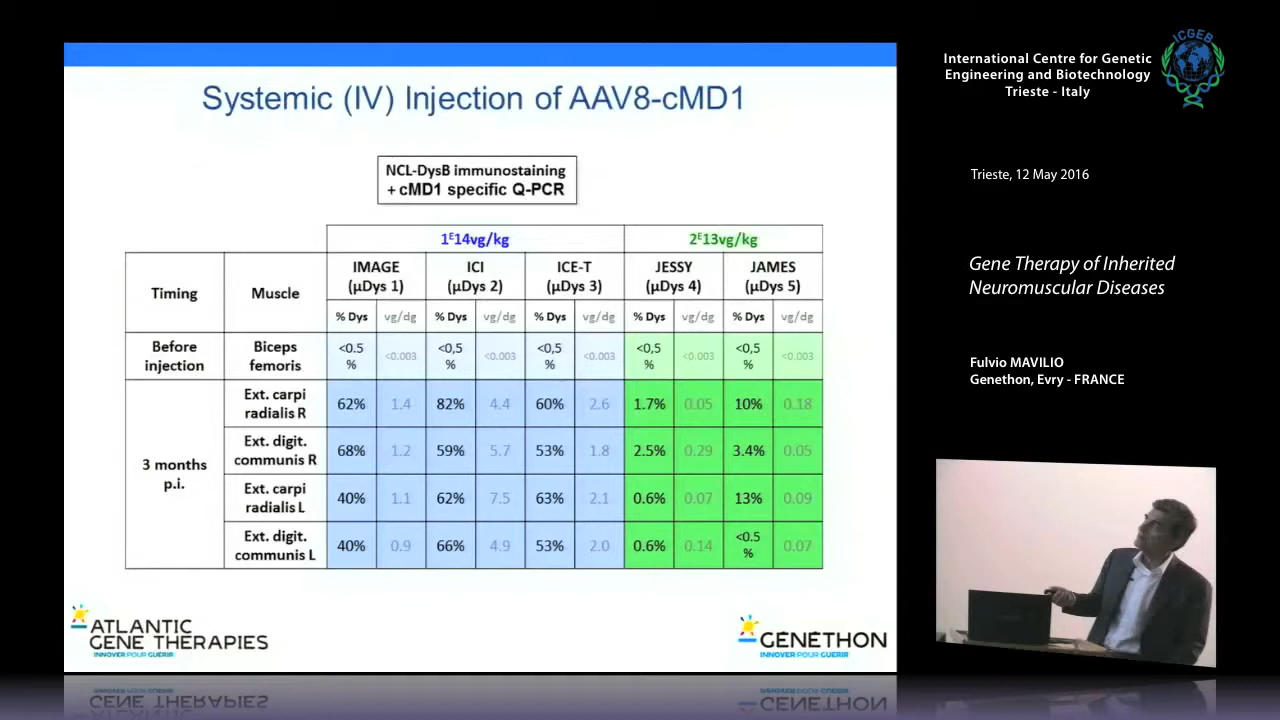 Systemic (IV) Injection of AAV8-cMD1
NCL-DysB immunostaining
+ cMD1 specific Q-PCR
1E14vg/kg
2E13vg/kg
Timing
Muscle
IMAGE
(µDys 1)
ICI
(µDys 2)
ICE-T
(µDys 3)
JESSY
(µDys 4)
JAMES
(µDys 5)
% Dys vg/dg % Dys vg/dg % Dys vg/dg % Dys vg/dg % Dys vg/dg
Before
injection
Biceps
femoris
<0.5
%
<0.003
<0,5
%
<0.003
<0,5
%
<0.003
<0,5
%
<0.003
<0,5
%
<0.003
3 months
p.i.
Ext. carpi
radialis R
62% 1.4 82% 4.4 60% 2.6 1.7% 0.05 10% 0.18
Ext. digit.
communis R
68% 1.2 59% 5.7 53% 1.8 2.5% 0.29 3.4% 0.05
Ext. carpi
radialis L
40% 1.1 62% 7.5 63% 2.1 0.6% 0.07 13% 0.09
Ext. digit.
communis L
40% 0.9 66% 4.9 53% 2.0 0.6% 0.14
<0.5
%
0.07
ATLANTIC
GENE THERAPIES
INNOVER POUR GUÉRIR
GENETHON
INNOVER POUR GUÉRIR
International Centre for Genetic
Engineering and Biotechnology
Trieste - Italy
ICGEB
Trieste, 12 May 2016
Gene Therapy of Inherited
Neuromuscular Diseases
Fulvio MAVILIO
Genethon, Evry - FRANCE